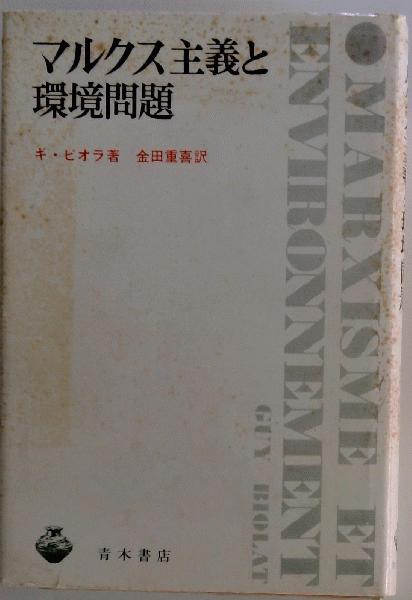 マルクス主義と
環境問題
ギ・ビオラ著 金田重喜訳
MARXISME ET
ENVIRONNEMENT
GUY BIOLAT
青木書店